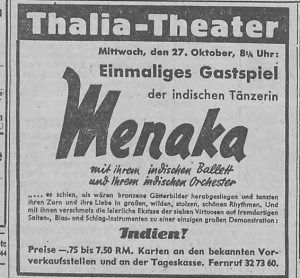 Thalia-Theater
Mittwoch, den 27. Oktober, 8¼ Uhr:
Einmaliges Gastspiel
der indischen Tänzerin
Menaka
mit ihrem indischen Ballett
und ihrem indischen Orchester
„... es schien, als wären bronzene Götterbilder herabgestiegen und tanzten
ihren Zorn und ihre Liebe in großen, wilden, stolzen, schönen Rhythmen. Und
mit ihnen verschmolz die feierliche Ekstase der sieben Virtuosen auf fremdartigen
Saiten-, Blas- und Schlag-Instrumenten zu einer einzigen großen Demonstration:
Indien!
Preise —.75 bis 7.50 RM. Karten an den bekannten Vor-
verkaufsstellen und an der Tageskasse. Fernruf 32 73 60.